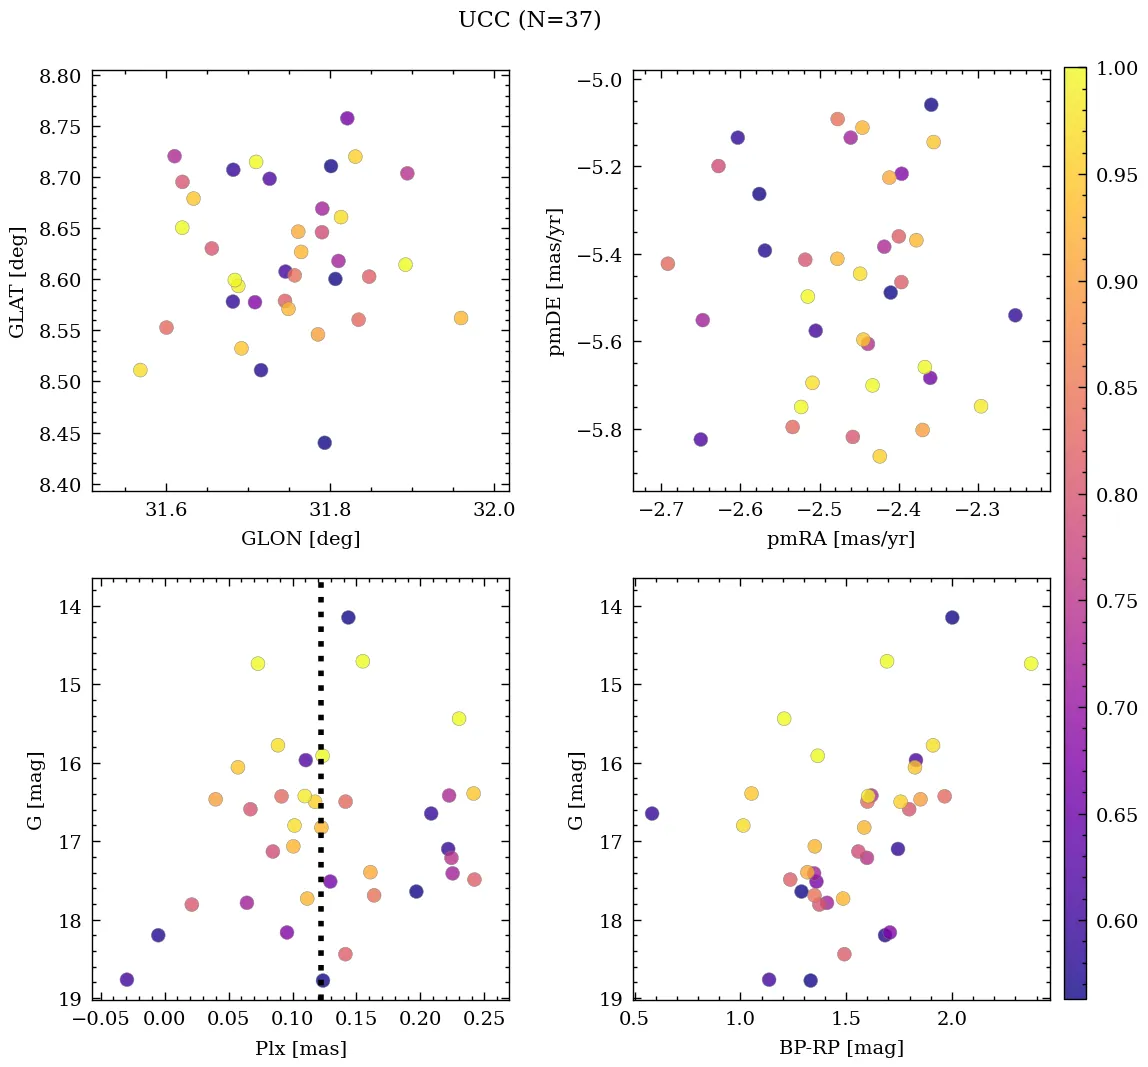 UCC (N=37)
8.80
8.75
8.70
8.65
8.60
8.55
8.50
8.45
8.40
GLAT [deg]
31.6 31.8 32.0
GLON [deg]
−5.0
−5.2
−5.4
−5.6
−5.8
pmDE [mas/yr]
−2.7 −2.6 −2.5 −2.4 −2.3
pmRA [mas/yr]
14
15
16
17
18
19
G [mag]
−0.05 0.00 0.05 0.10 0.15 0.20 0.25
Plx [mas]
14
15
16
17
18
19
G [mag]
0.5 1.0 1.5 2.0
BP-RP [mag]
1.00
0.95
0.90
0.85
0.80
0.75
0.70
0.65
0.60